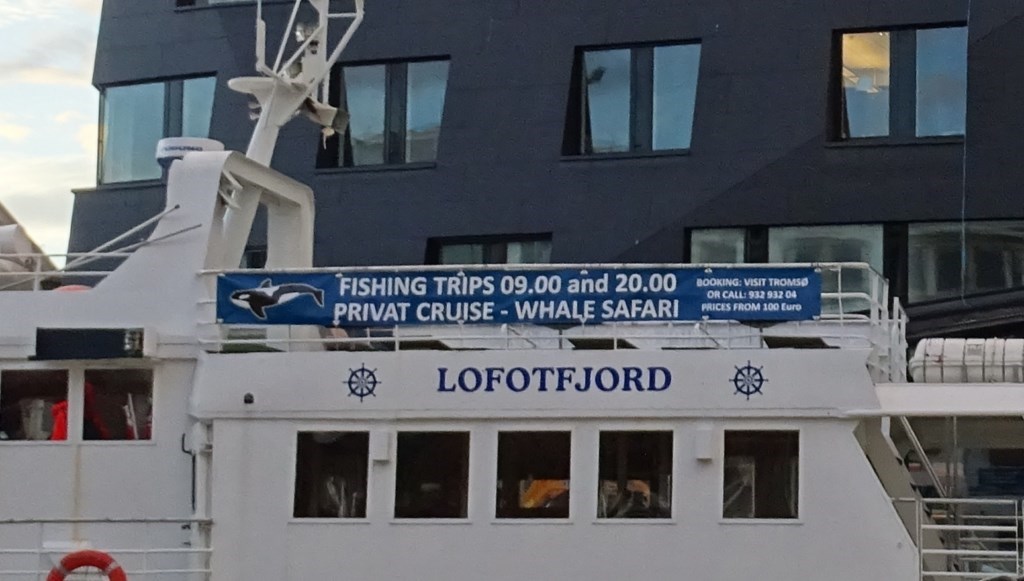 FISHING TRIPS 09.00 and 20.00
PRIVAT CRUISE - WHALE SAFARI
BOOKING: VISIT TROMSØ
OR CALL: 932 932 04
PRICES FROM 100 Euro
LOFOTFJORD